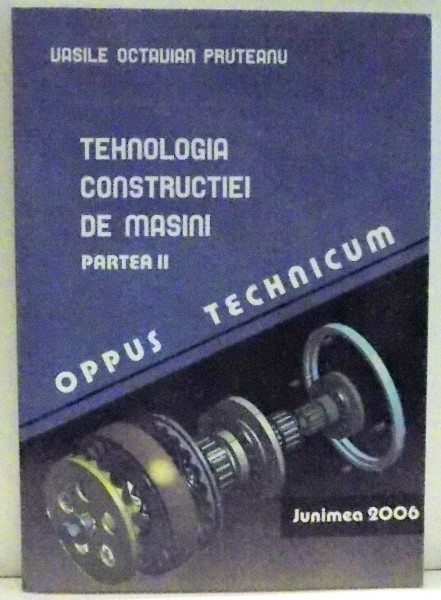 VASILE OCTAVIAN PRUTEANU
TEHNOLOGIA
CONSTRUCTIEI
DE MASINI
PARTEA II
OPPUS TECHNICUM
Junimea 2006